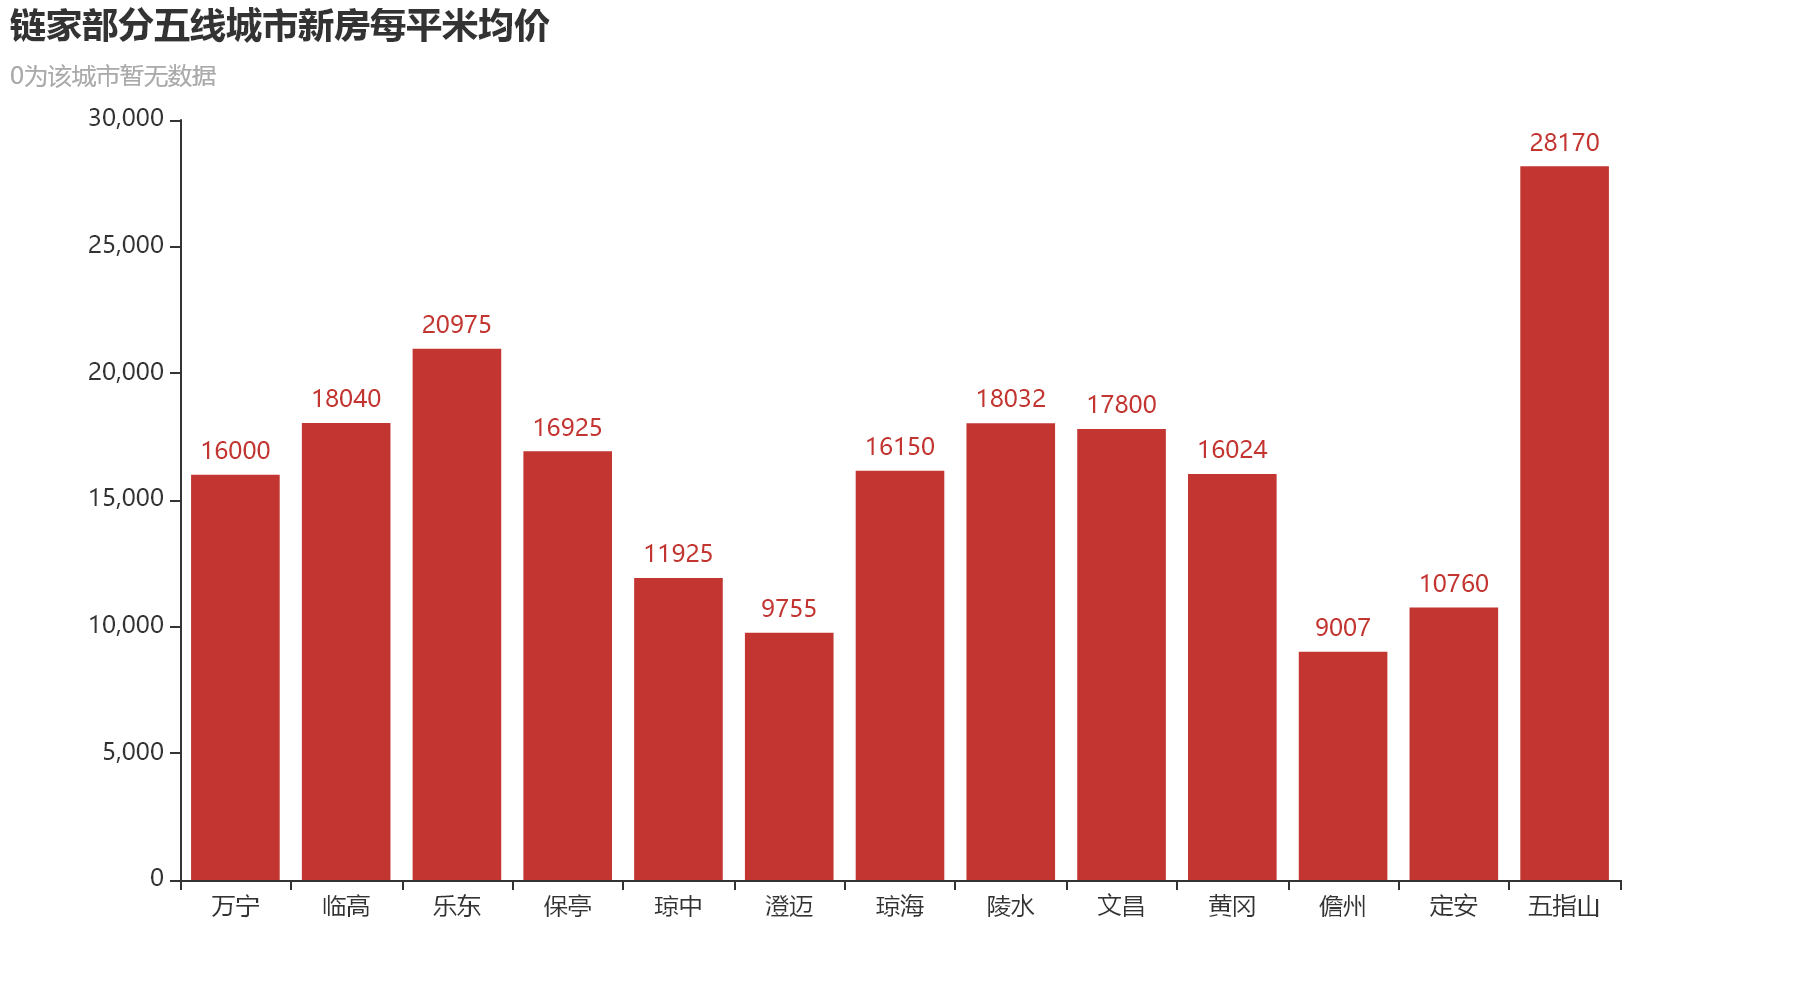 链家部分五线城市新房每平米均价
0为该城市暂无数据
30,000
25,000
20,000
15,000
10,000
5,000
0
16000
18040
20975
16925
11925
9755
16150
18032
17800
16024
9007
10760
28170
万宁
临高
乐东
保亭
琼中
澄迈
琼海
陵水
文昌
黄冈
儋州
定安
五指山